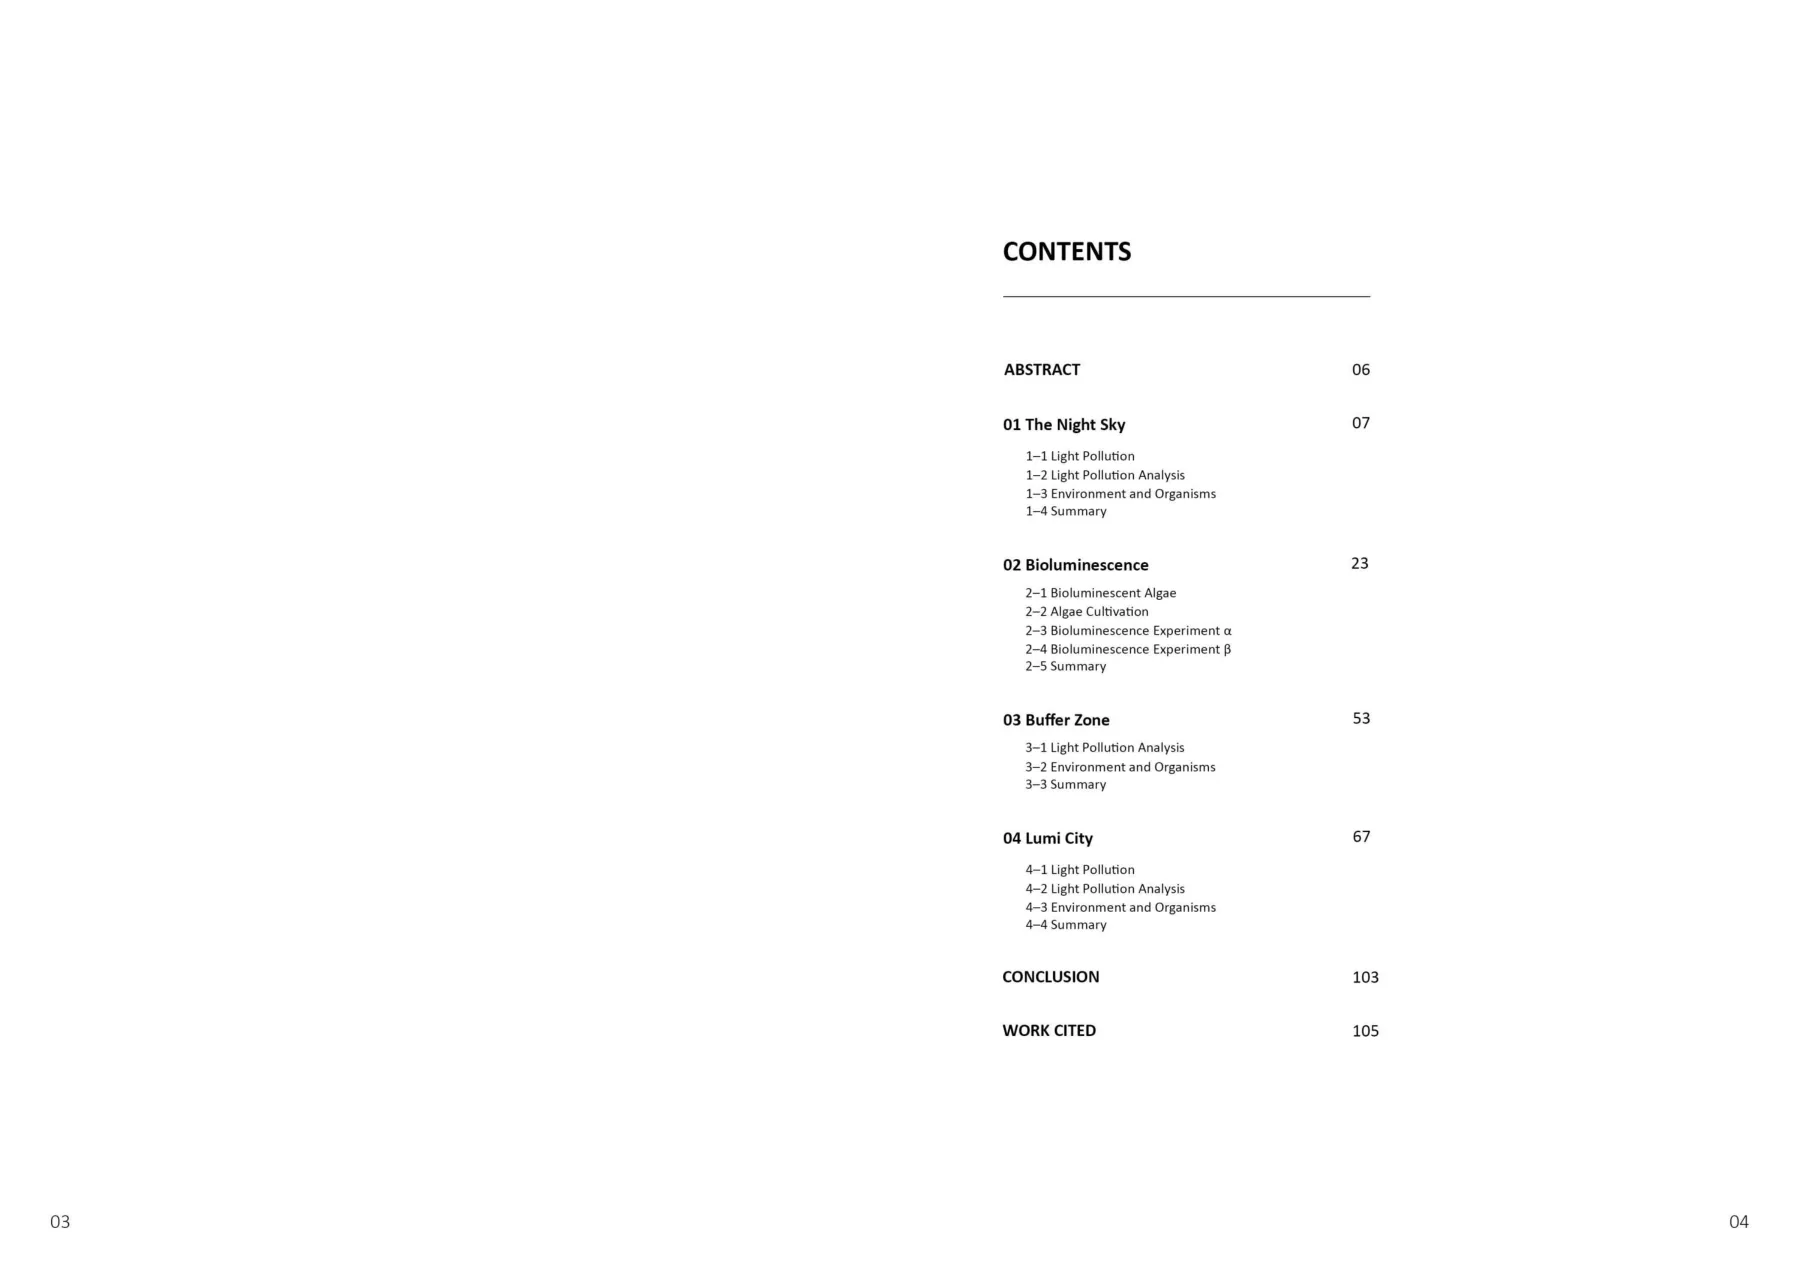 CONTENTS
ABSTRACT 06
01 The Night Sky 07
1–1 Light Pollution
1–2 Light Pollution Analysis
1–3 Environment and Organisms
1–4 Summary
02 Bioluminescence 23
2–1 Bioluminescent Algae
2–2 Algae Cultivation
2–3 Bioluminescence Experiment α
2–4 Bioluminescence Experiment β
2–5 Summary
03 Buffer Zone 53
3–1 Light Pollution Analysis
3–2 Environment and Organisms
3–3 Summary
04 Lumi City 67
4–1 Light Pollution
4–2 Light Pollution Analysis
4–3 Environment and Organisms
4–4 Summary
CONCLUSION 103
WORK CITED 105
03
04